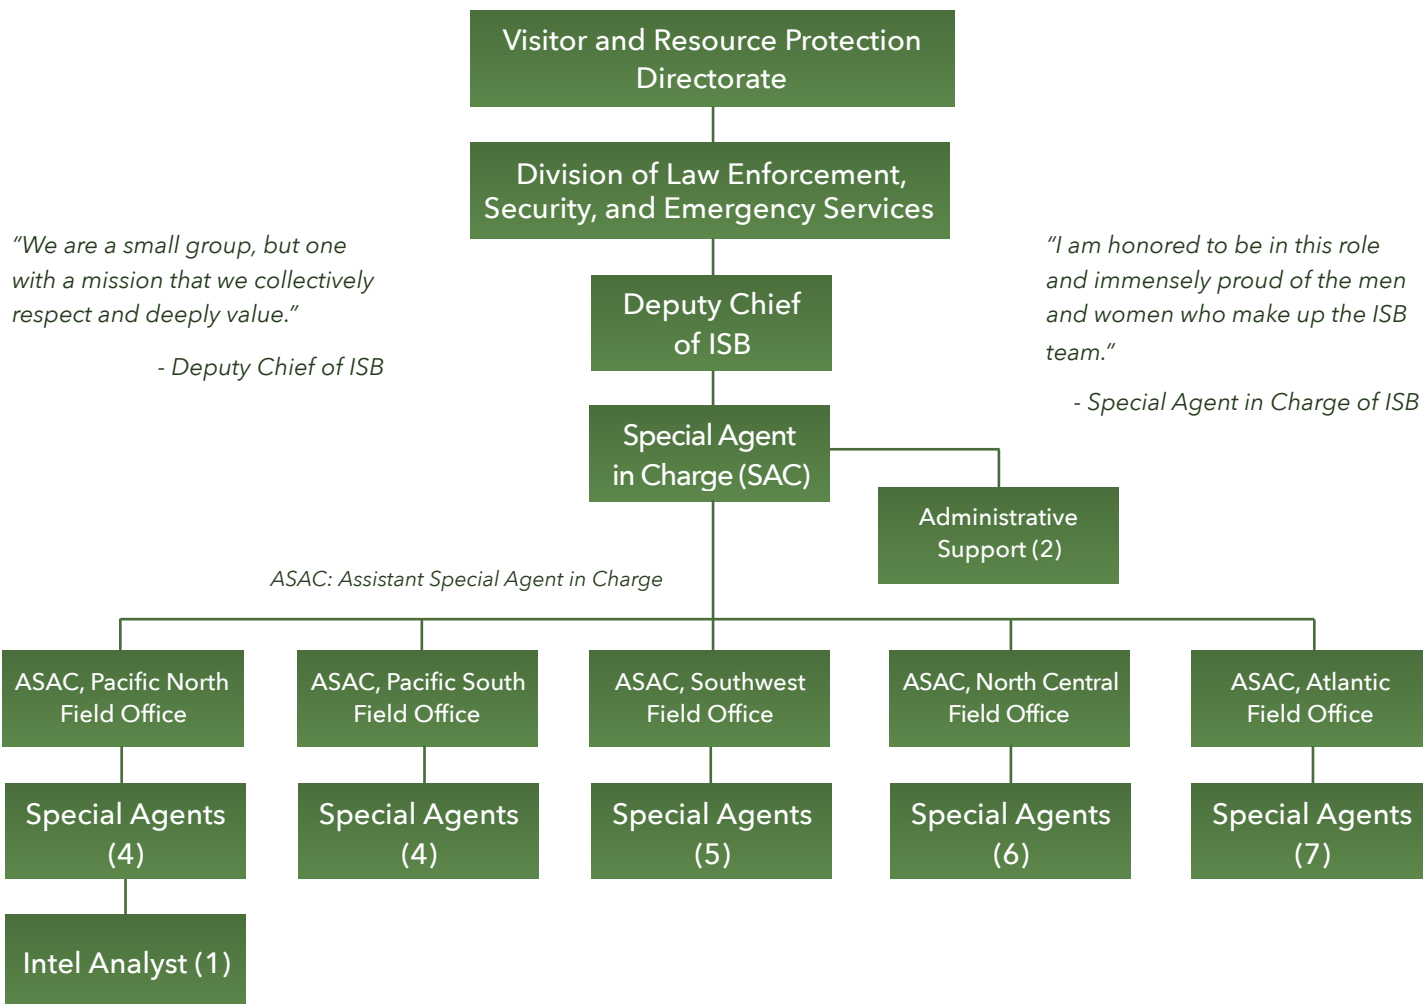 Visitor and Resource Protection
Directorate
Division of Law Enforcement,
Security, and Emergency Services
“We are a small group, but one
with a mission that we collectively
respect and deeply value.”
- Deputy Chief of ISB
“I am honored to be in this role
and immensely proud of the men
and women who make up the ISB
team.”
- Special Agent in Charge of ISB
Deputy Chief
of ISB
Special Agent
in Charge (SAC)
Administrative
Support (2)
ASAC: Assistant Special Agent in Charge
ASAC, Pacific North
Field Office
ASAC, Pacific South
Field Office
ASAC, Southwest
Field Office
ASAC, North Central
Field Office
ASAC, Atlantic
Field Office
Special Agents
(4)
Special Agents
(4)
Special Agents
(5)
Special Agents
(6)
Special Agents
(7)
Intel Analyst (1)